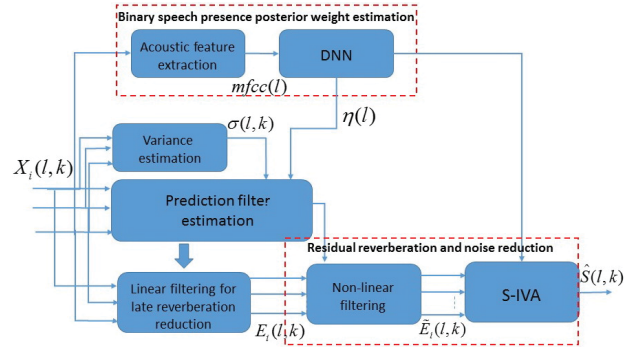 Binary speech presence posterior weight estimation
Acoustic feature
extraction
DNN
mfcc(l)
η(l)
σ(l,k)
Variance
estimation
X_i(l,k)
Prediction filter
estimation
Residual reverberation and noise reduction
Linear filtering for
late reverberation
reduction
Non-linear
filtering
S-IVA
Ŝ(l,k)
E_i(l,k)
Ẽ_i(l,k)